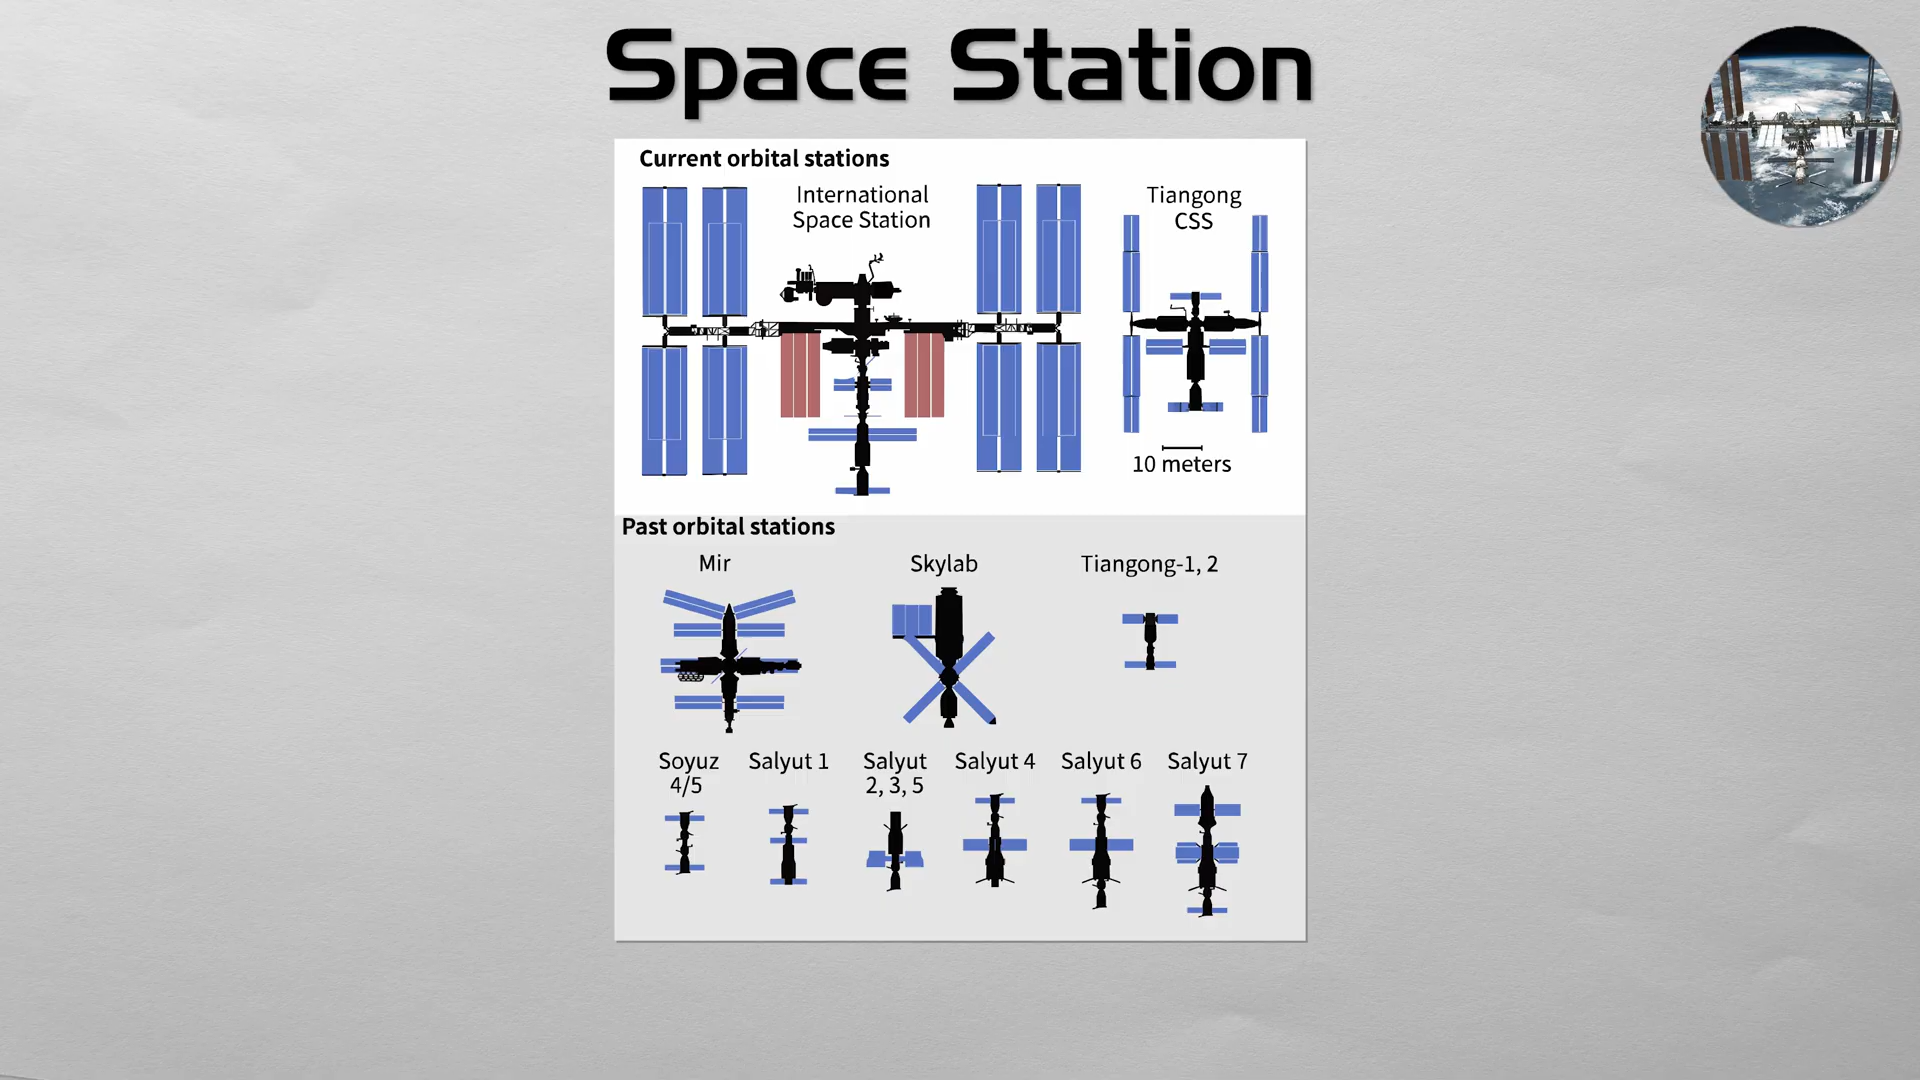 Space Station
Current orbital stations
International
Space Station
Tiangong
CSS
10 meters
Past orbital stations
Mir
Skylab
Tiangong-1, 2
Soyuz
4/5
Salyut 1
Salyut
2, 3, 5
Salyut 4
Salyut 6
Salyut 7